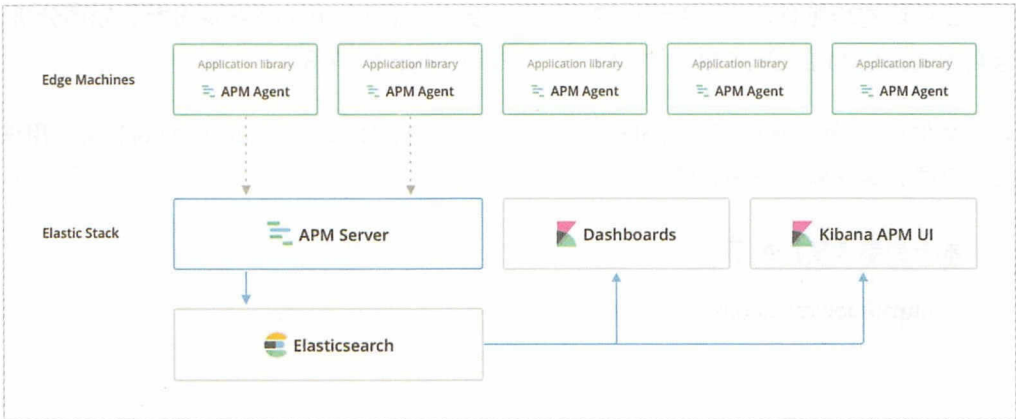 Application library
APM Agent
Application library
APM Agent
Application library
APM Agent
Application library
APM Agent
Application library
APM Agent
Edge Machines
Elastic Stack
APM Server
Dashboards
Kibana APM UI
Elasticsearch